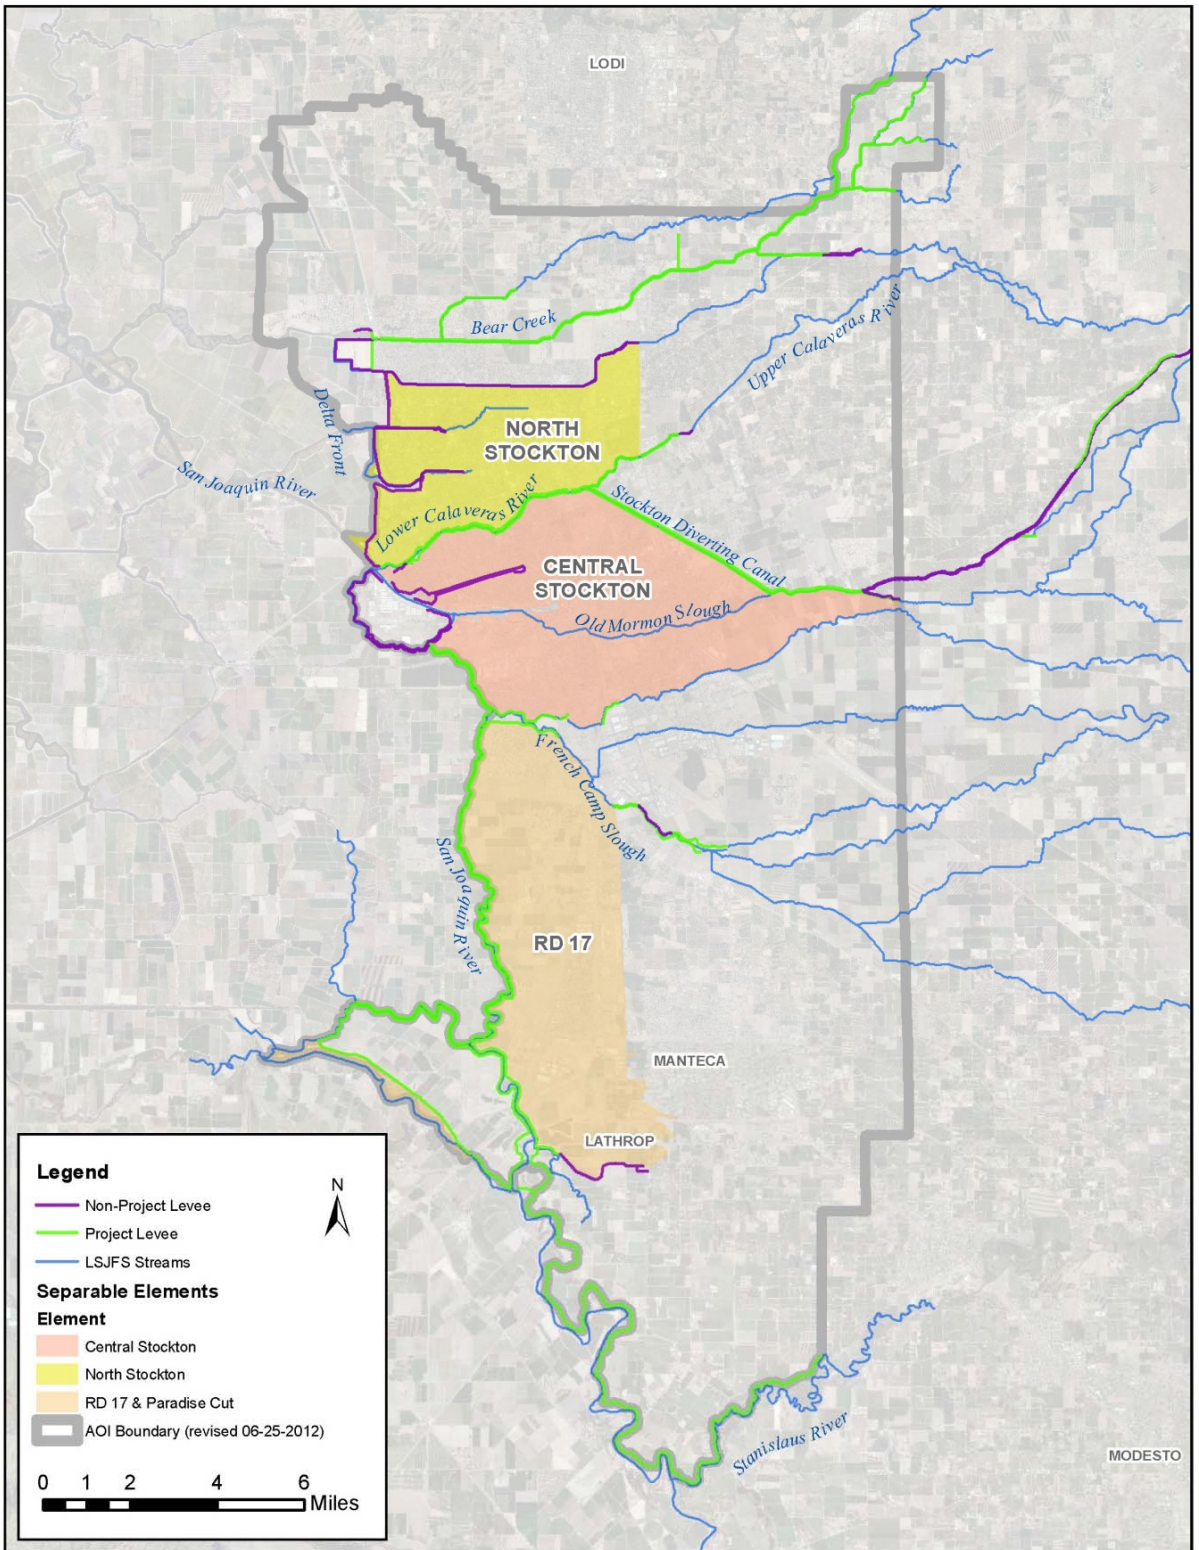 LODI
Bear Creek
Upper Calaveras River
Delta Front
NORTH
STOCKTON
San Joaquin River
Lower Calaveras River
Stockton Diverting Canal
CENTRAL
STOCKTON
Old Mormon Slough
French Camp Slough
San Joaquin River
RD 17
MANTECA
LATHROP
Stanislaus River
MODESTO
Legend
Non-Project Levee
Project Levee
LSJFS Streams
Separable Elements
Element
Central Stockton
North Stockton
RD 17 & Paradise Cut
AOI Boundary (revised 06-25-2012)
N
0 1 2 4 6
Miles